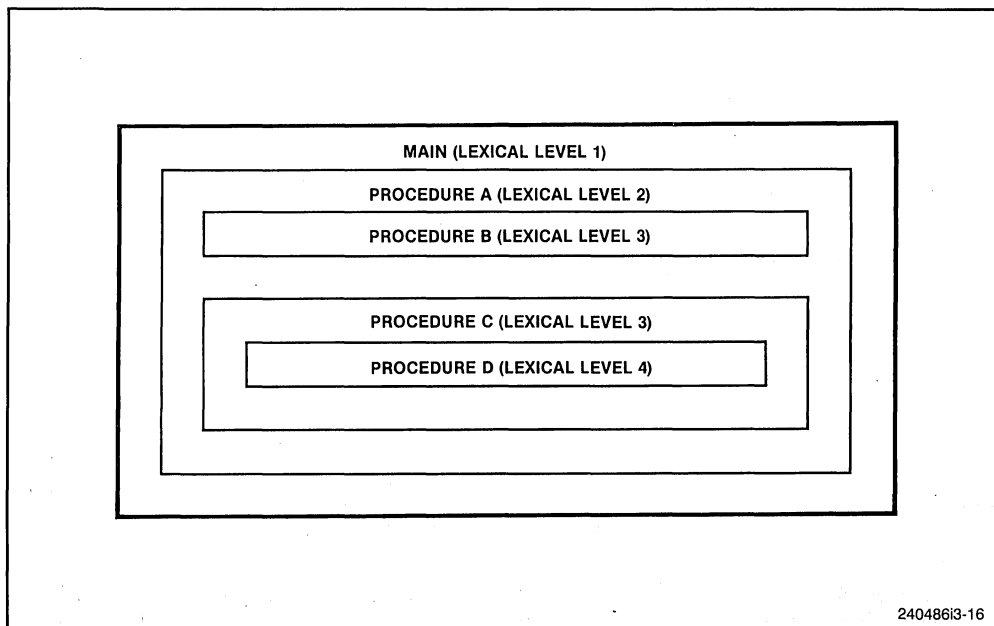 MAIN (LEXICAL LEVEL 1)
PROCEDURE A (LEXICAL LEVEL 2)
PROCEDURE B (LEXICAL LEVEL 3)
PROCEDURE C (LEXICAL LEVEL 3)
PROCEDURE D (LEXICAL LEVEL 4)
240486i3-16